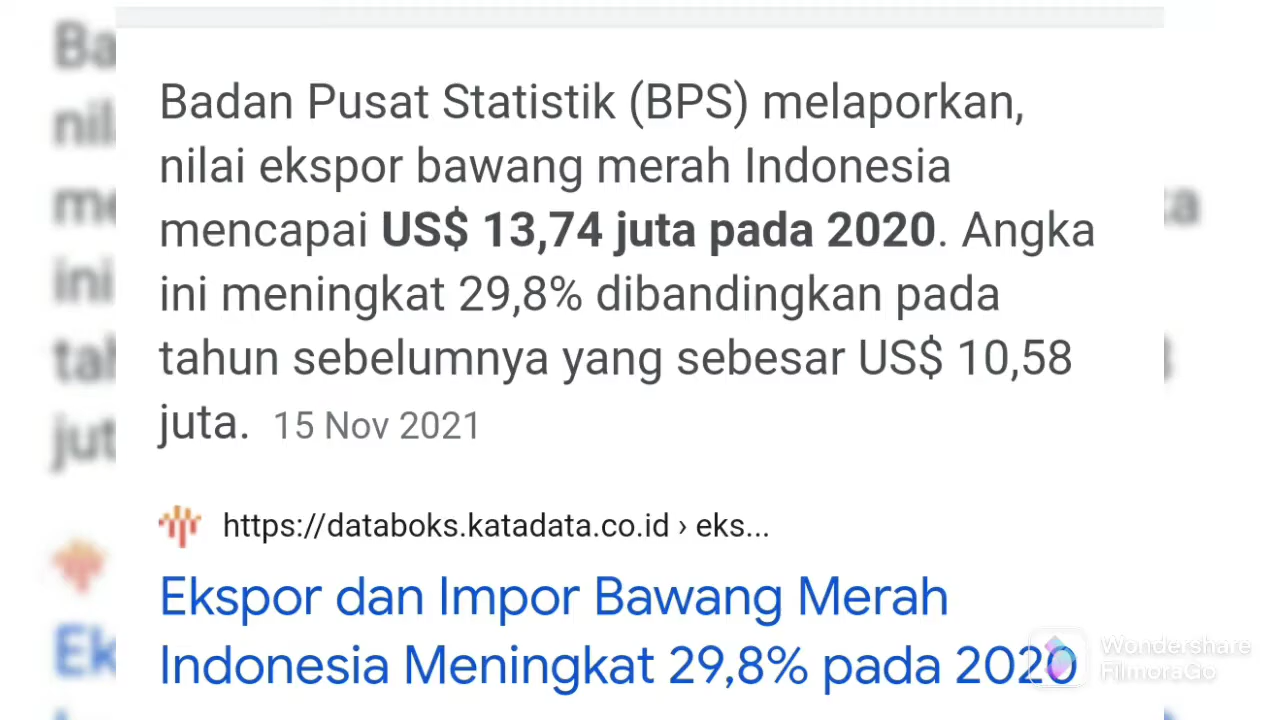 Badan Pusat Statistik (BPS) melaporkan,
nilai ekspor bawang merah Indonesia
mencapai US$ 13,74 juta pada 2020. Angka
ini meningkat 29,8% dibandingkan pada
tahun sebelumnya yang sebesar US$ 10,58
juta. 15 Nov 2021
https://databoks.katadata.co.id › eks...
Ekspor dan Impor Bawang Merah
Indonesia Meningkat 29,8% pada 2020
Wondershare
FilmoraGo